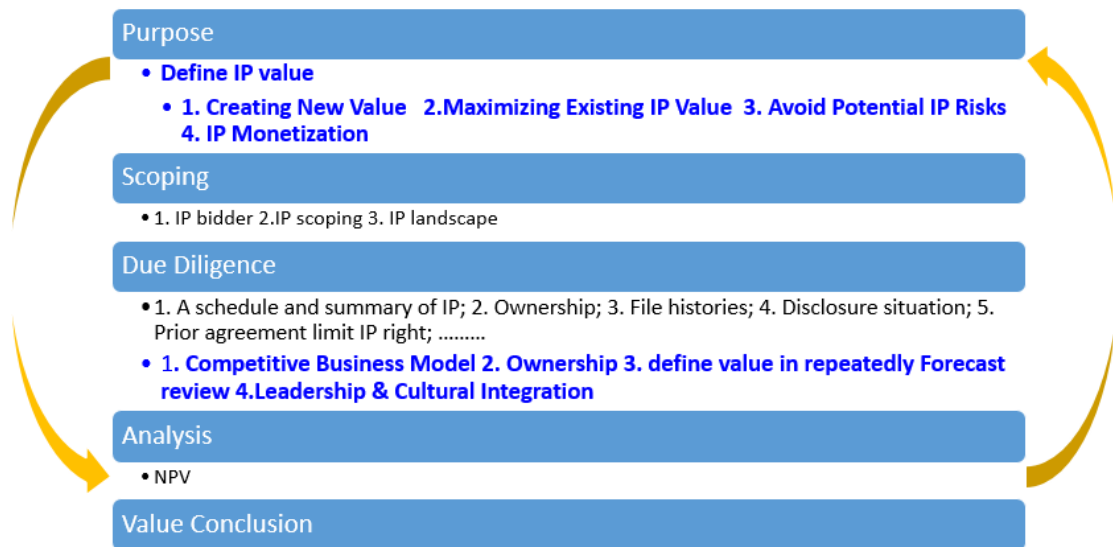 Purpose
• Define IP value
• 1. Creating New Value 2.Maximizing Existing IP Value 3. Avoid Potential IP Risks
4. IP Monetization
Scoping
• 1. IP bidder 2.IP scoping 3. IP landscape
Due Diligence
• 1. A schedule and summary of IP; 2. Ownership; 3. File histories; 4. Disclosure situation; 5.
Prior agreement limit IP right; .........
• 1. Competitive Business Model 2. Ownership 3. define value in repeatedly Forecast
review 4.Leadership & Cultural Integration
Analysis
• NPV
Value Conclusion